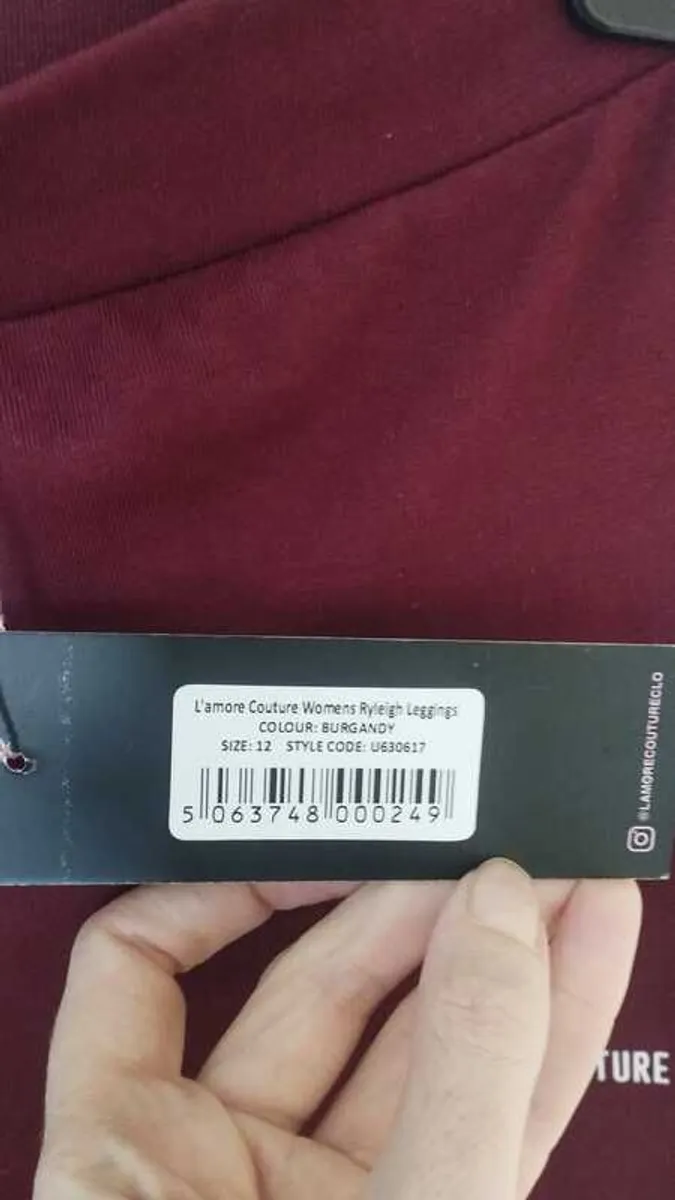 L'amore Couture Womens Ryleigh Leggings
COLOUR: BURGANDY
SIZE: 12 STYLE CODE: U630617
5 063748 000249
@LAMORECOUTURECLO
TURE